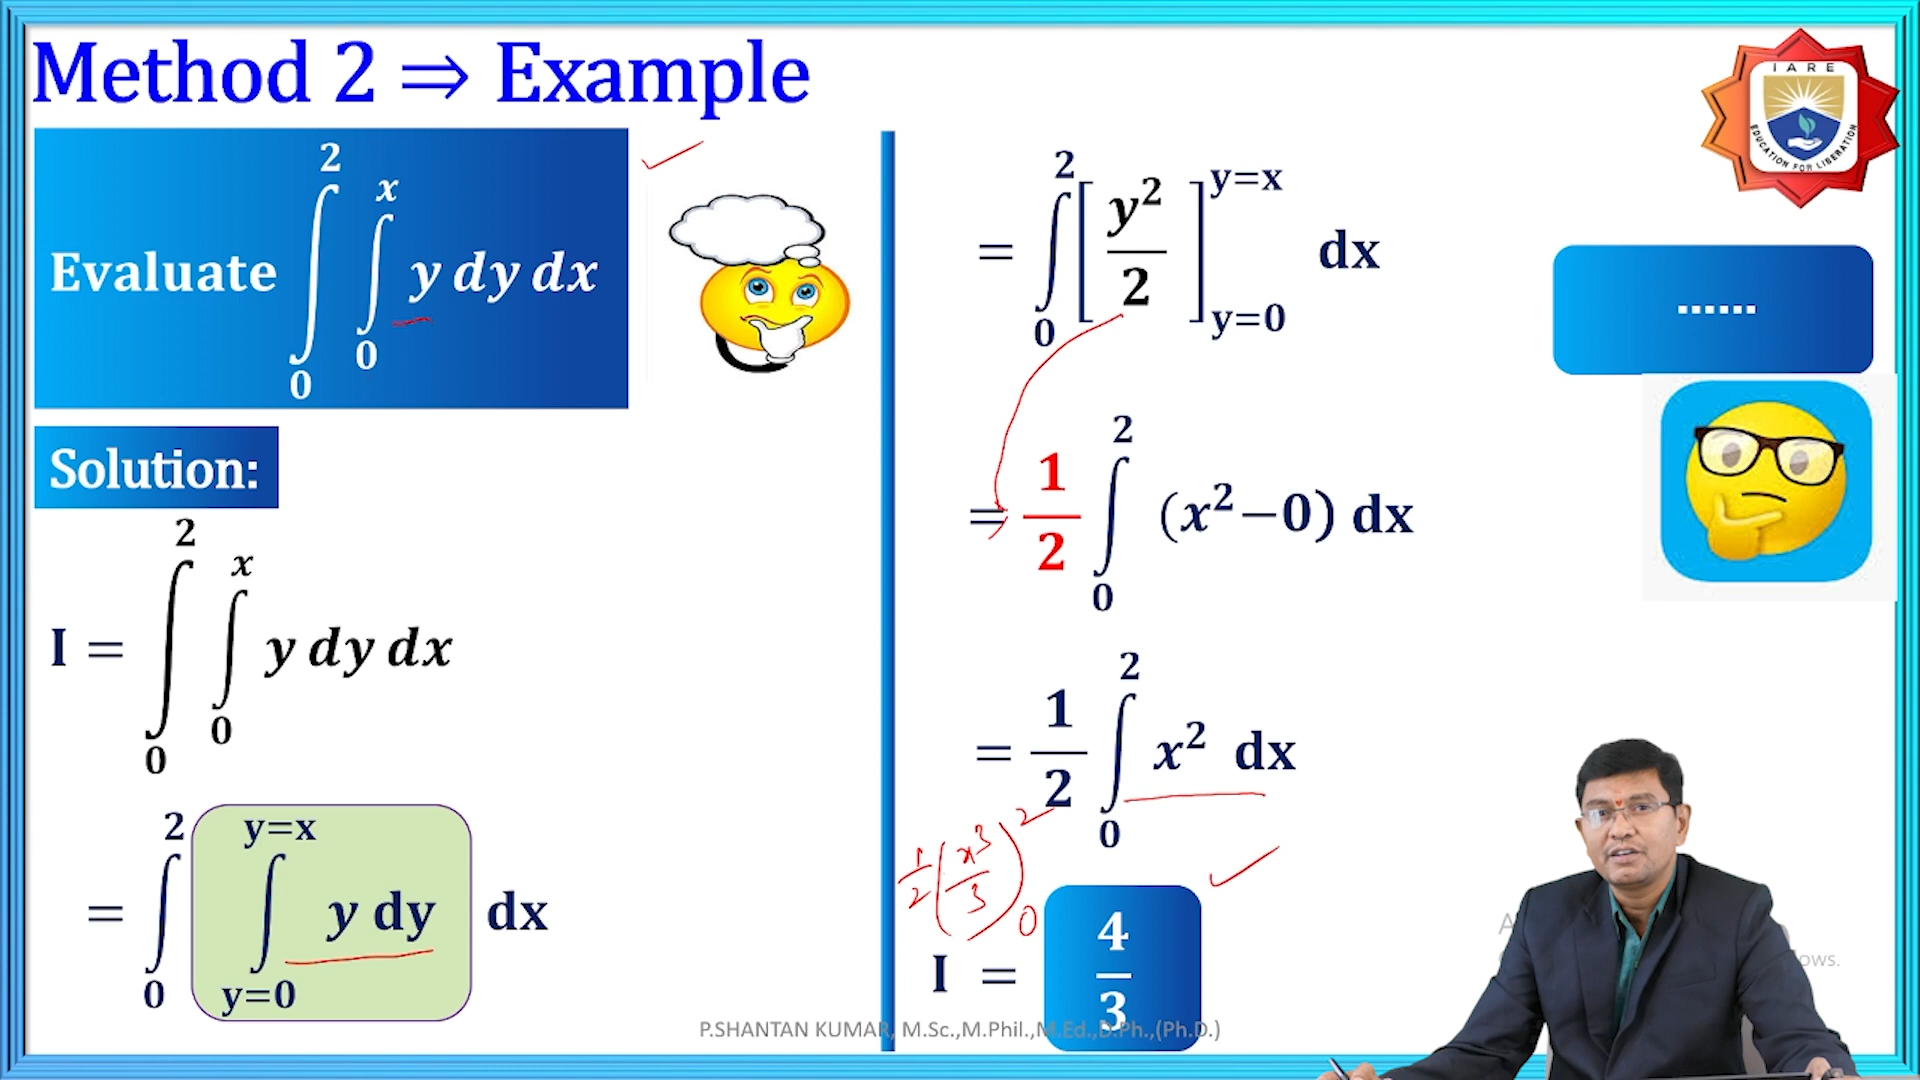 Method 2 ⇒ Example
Evaluate ∫₀² ∫₀ˣ y dy dx
Solution:
I = ∫₀² ∫₀ˣ y dy dx
= ∫₀² ∫_{y=0}^{y=x} y dy dx
= ∫₀² [ y²/2 ]_{y=0}^{y=x} dx
= 1/2 ∫₀² (x²−0) dx
= 1/2 ∫₀² x² dx
1/2 (x³/3)₀²
I = 4/3
IARE
EDUCATION FOR LIBERATION
......
P.SHANTAN KUMAR, M.Sc.,M.Phil.,M.Ed.,D.Ph.,(Ph.D.)
ows.